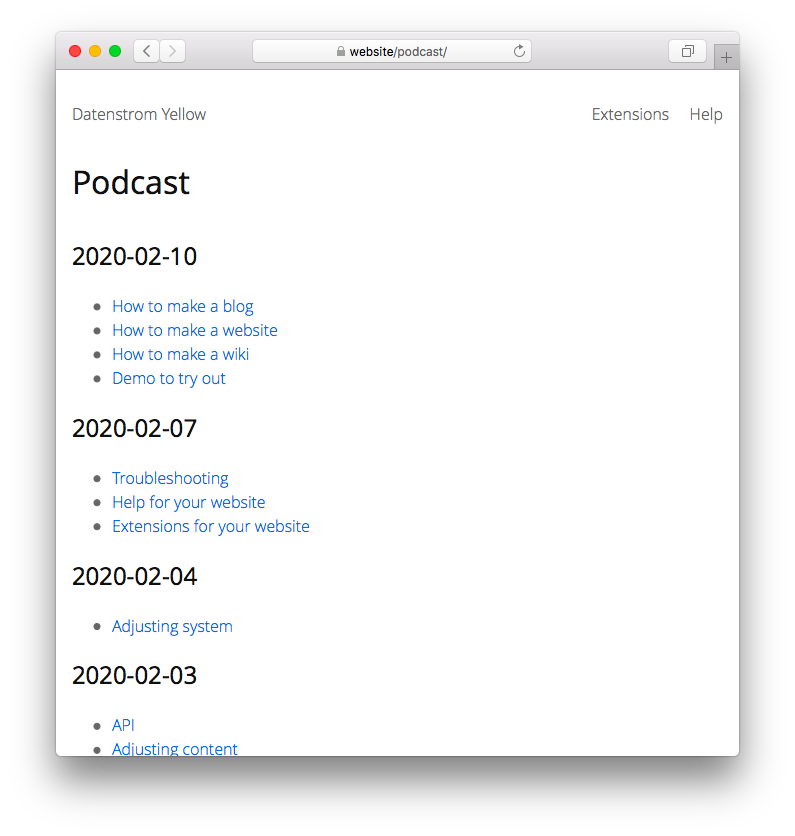 website/podcast/
Datenstrom Yellow
Extensions
Help
Podcast
2020-02-10
How to make a blog
How to make a website
How to make a wiki
Demo to try out
2020-02-07
Troubleshooting
Help for your website
Extensions for your website
2020-02-04
Adjusting system
2020-02-03
API
Adjusting content